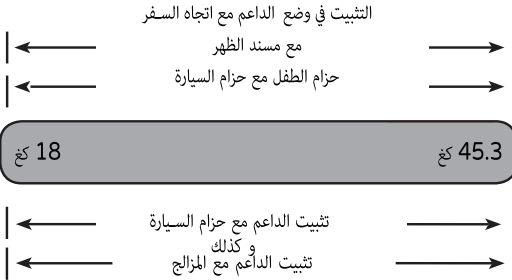 التثبيت في وضع الداعم مع اتجاه السفر
مع مسند الظهر
حزام الطفل مع حزام السيارة
18 كغ
45.3 كغ
تثبيت الداعم مع حزام السيارة
و كذلك
تثبيت الداعم مع المزالج